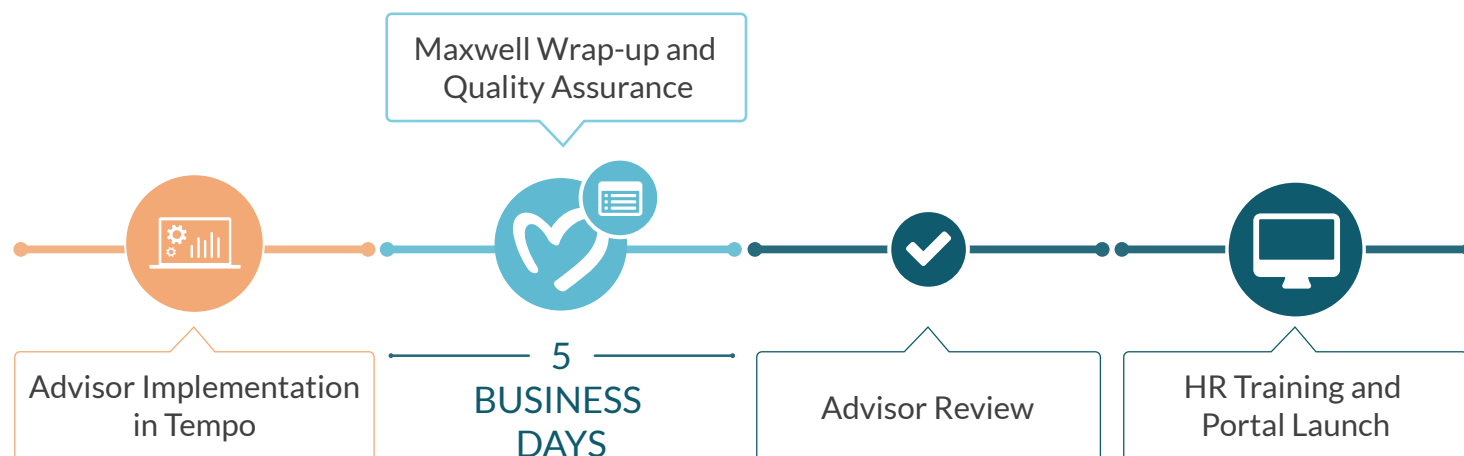 Maxwell Wrap-up and
Quality Assurance
Advisor Implementation
in Tempo
5
BUSINESS
DAYS
Advisor Review
HR Training and
Portal Launch